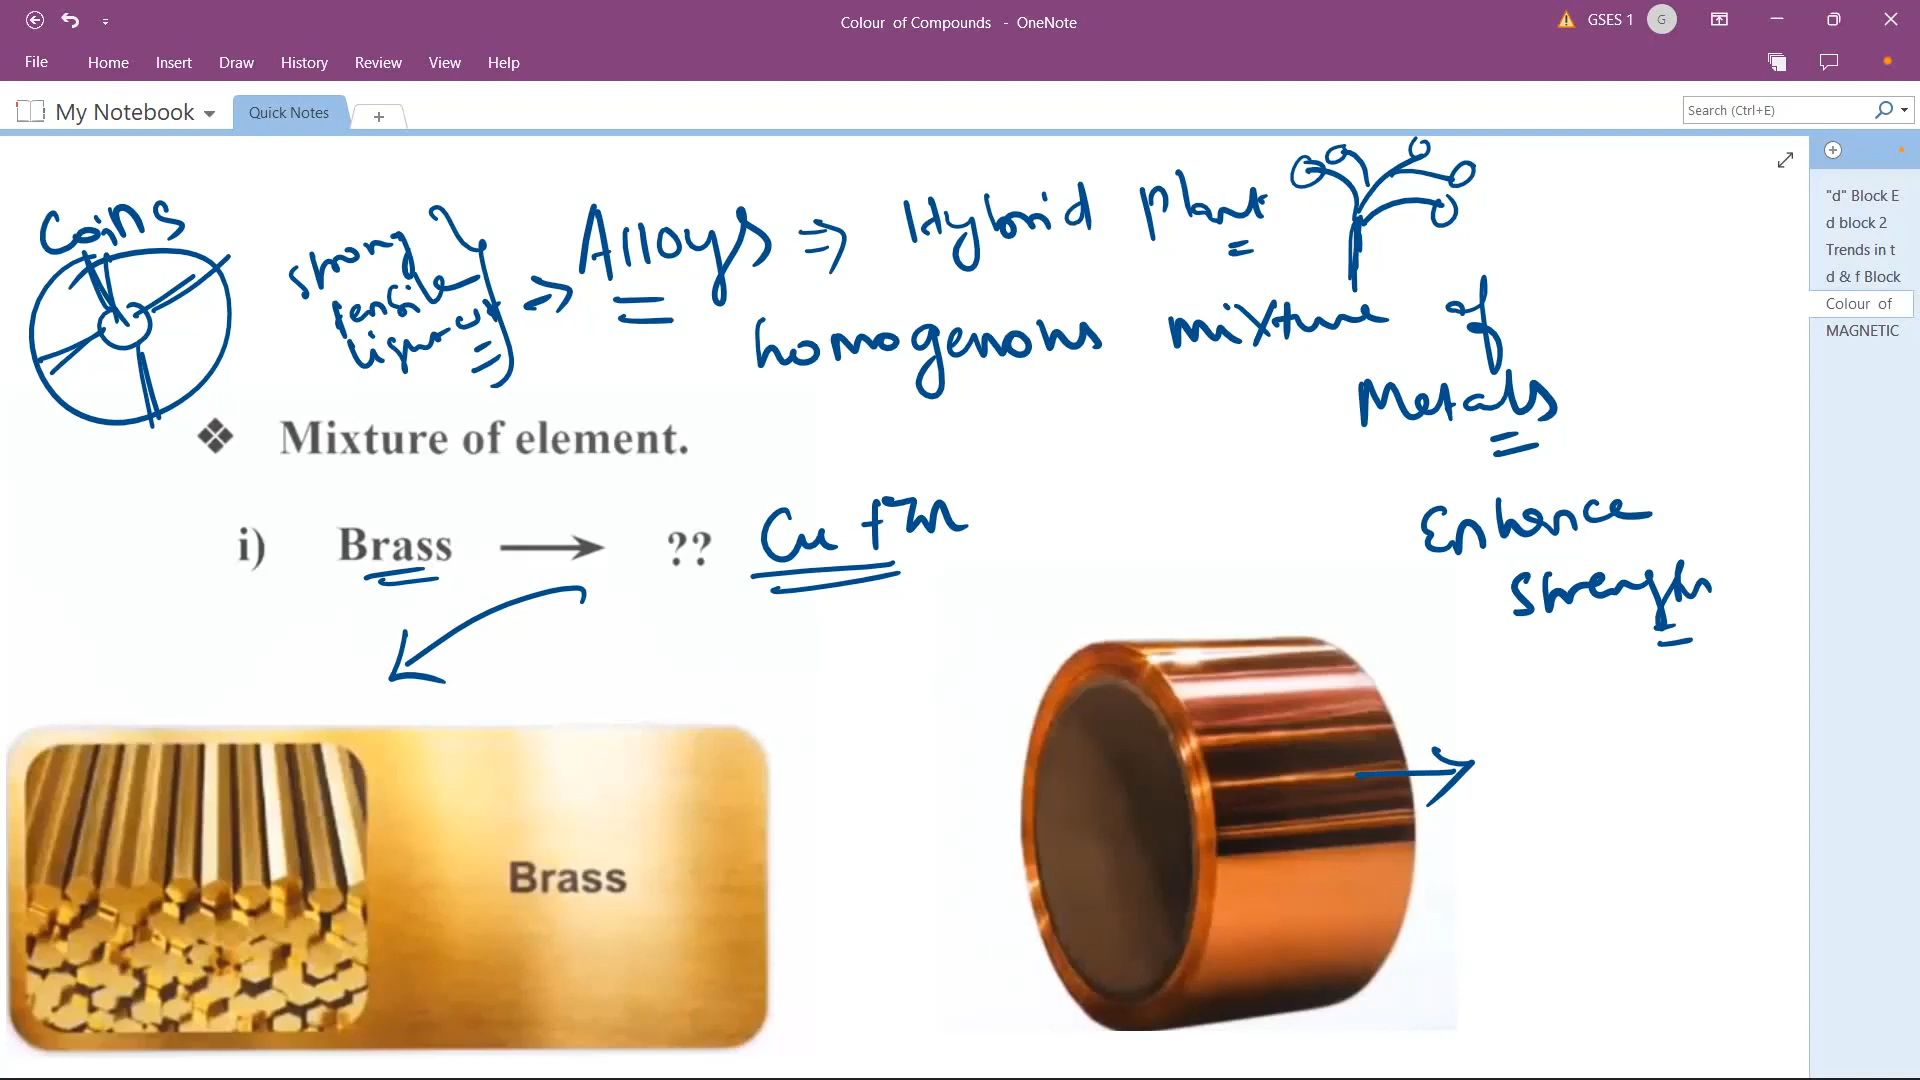 Colour of Compounds - OneNote
GSES 1
G
File Home Insert Draw History Review View Help
My Notebook
Quick Notes
+
Search (Ctrl+E)
"d" Block E
d block 2
Trends in t
d & f Block
Colour of
MAGNETIC
Coins
strong
tensile
Alloys ⇒ Hybrid plant
homogenous mixture of
Metals
❖ Mixture of element.
i) Brass → ?? Cu + Zn
Enhance
Strength
Brass